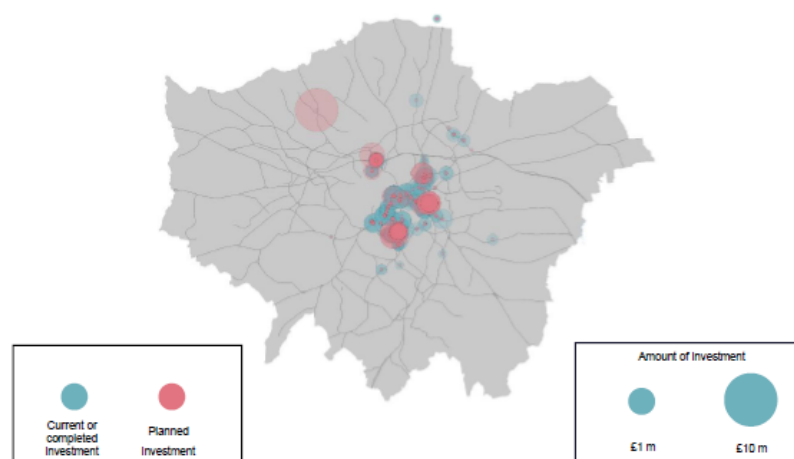 Current or
completed
Investment
Planned
Investment
Amount of Investment
£1 m
£10 m